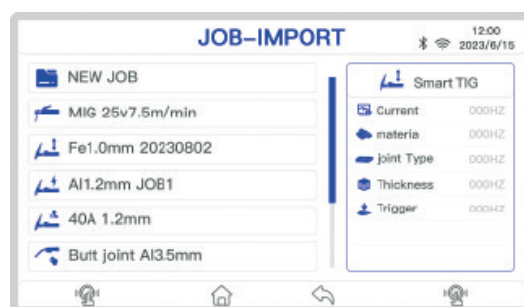 JOB-IMPORT
12:00
2023/6/15
NEW JOB
MIG 25v7.5m/min
Fe1.0mm 20230802
Al1.2mm JOB1
40A 1.2mm
Butt joint Al3.5mm
Smart TIG
Current 000HZ
materia 000HZ
joint Type 000HZ
Thickness 000HZ
Trigger 000HZ